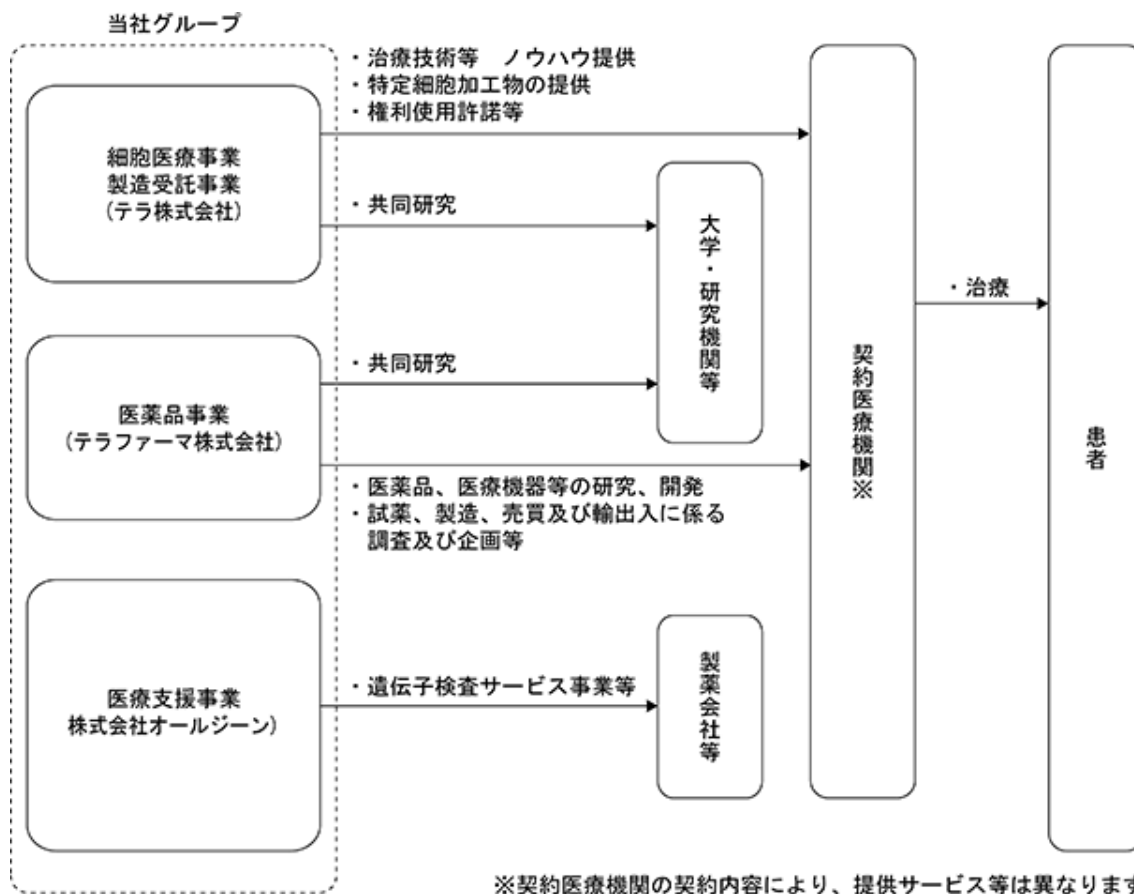 当社グループ
・治療技術等　ノウハウ提供
・特定細胞加工物の提供
・権利使用許諾等
細胞医療事業
製造受託事業
(テラ株式会社)
・共同研究
大学・研究機関等
・共同研究
医薬品事業
(テラファーマ株式会社)
・医薬品、医療機器等の研究、開発
・試薬、製造、売買及び輸出入に係る
調査及び企画等
医療支援事業
株式会社オールジーン)
・遺伝子検査サービス事業等
製薬会社等
契約医療機関※
・治療
患者
※契約医療機関の契約内容により、提供サービス等は異なります